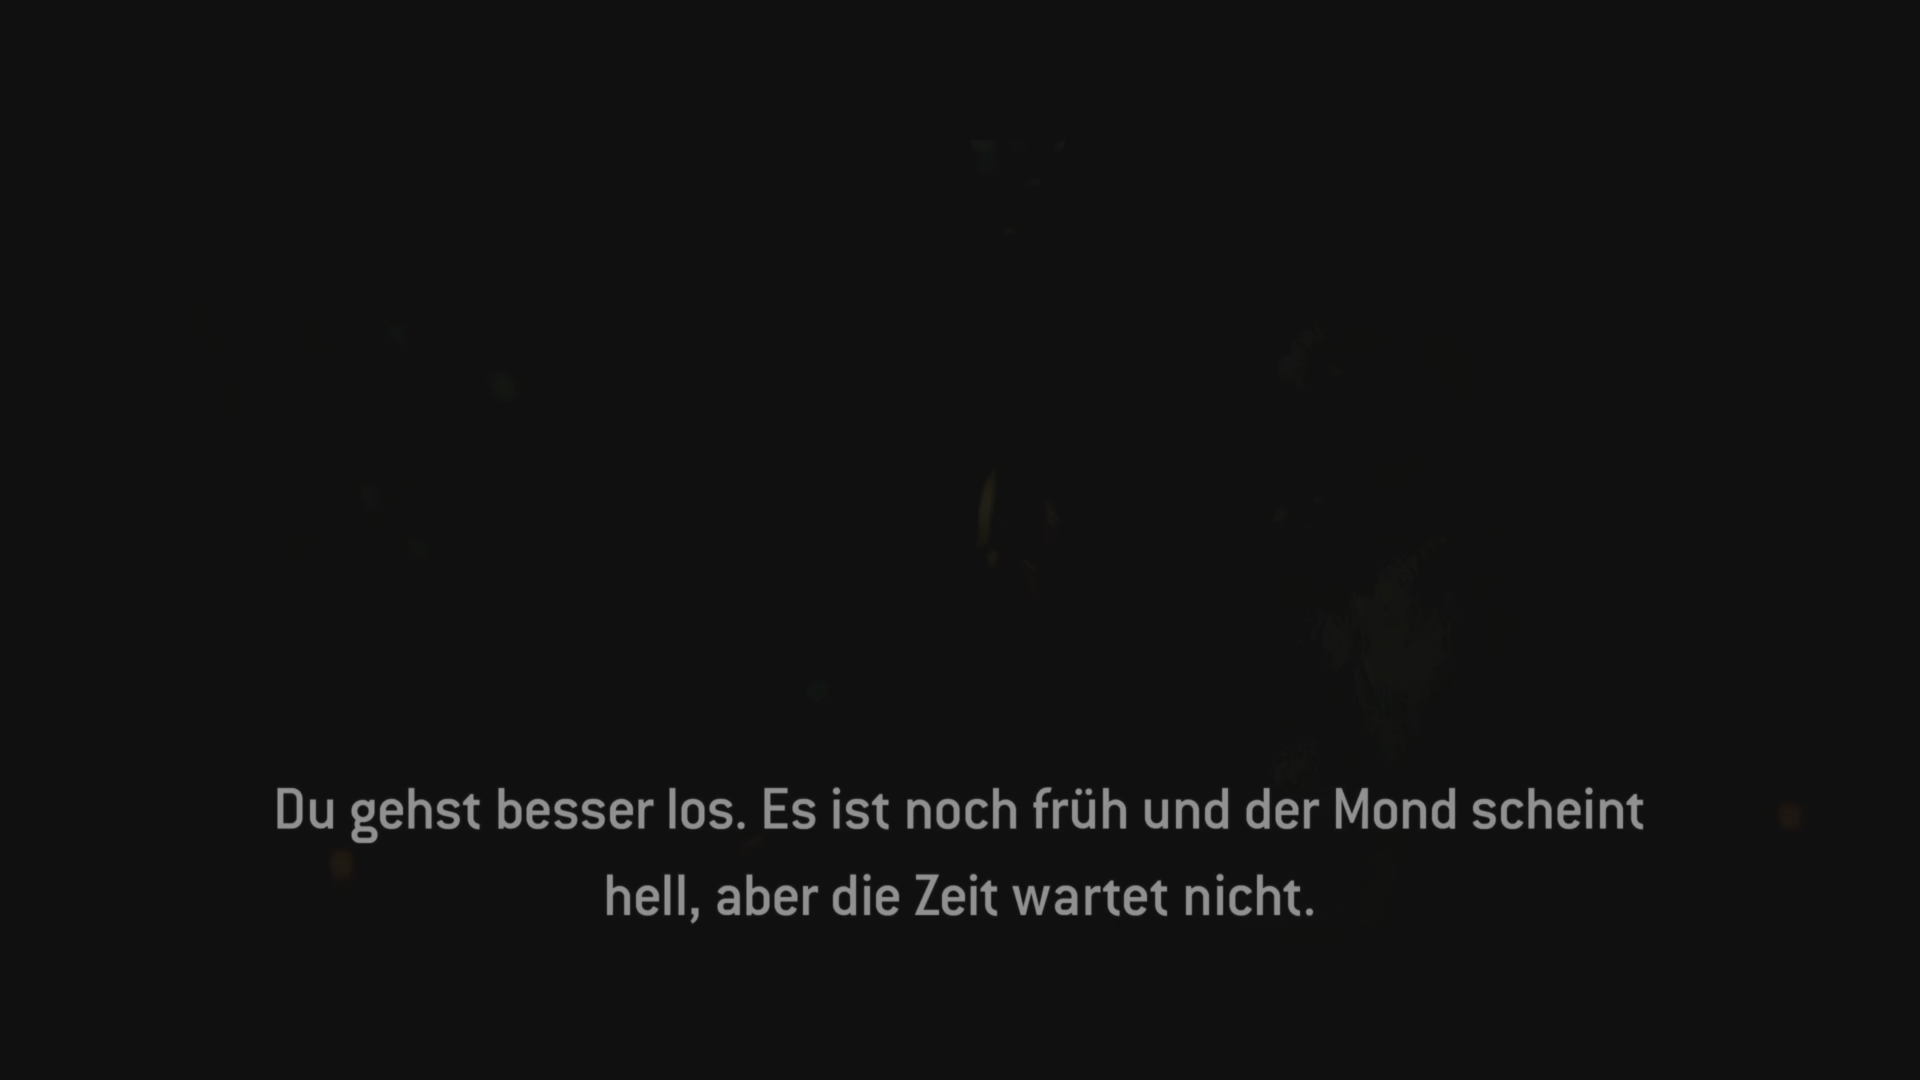 Du gehst besser los. Es ist noch früh und der Mond scheint
hell, aber die Zeit wartet nicht.